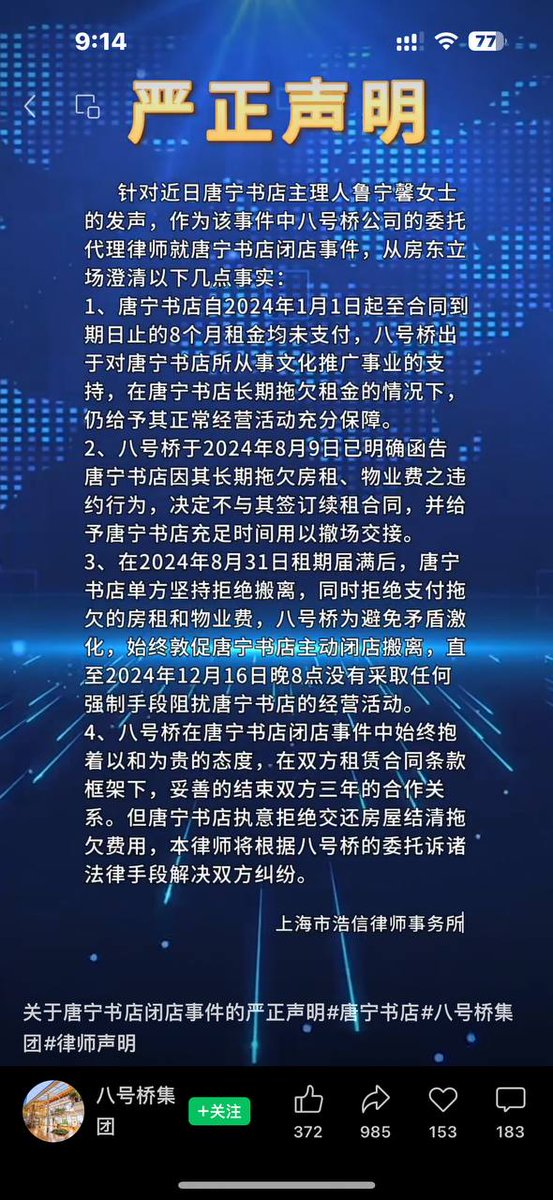 9:14
77
严正声明
针对近日唐宁书店主理人鲁宁馨女士
的发声，作为该事件中八号桥公司的委托
代理律师就唐宁书店闭店事件，从房东立
场澄清以下几点事实：
1、唐宁书店自2024年1月1日起至合同到
期日止的8个月租金均未支付，八号桥出
于对唐宁书店所从事文化推广事业的支
持，在唐宁书店长期拖欠租金的情况下，
仍给予其正常经营活动充分保障。
2、八号桥于2024年8月9日已明确函告
唐宁书店因其长期拖欠房租、物业费之违
约行为，决定不与其签订续租合同，并给
予唐宁书店充足时间用以撤场交接。
3、在2024年8月31日租期届满后，唐宁
书店单方坚持拒绝搬离，同时拒绝支付拖
欠的房租和物业费，八号桥为避免矛盾激
化，始终敦促唐宁书店主动闭店搬离，直
至2024年12月16日晚8点没有采取任何
强制手段阻扰唐宁书店的经营活动。
4、八号桥在唐宁书店闭店事件中始终抱
着以和为贵的态度，在双方租赁合同条款
框架下，妥善的结束双方三年的合作关
系。但唐宁书店执意拒绝交还房屋结清拖
欠费用，本律师将根据八号桥的委托诉诸
法律手段解决双方纠纷。
上海市浩信律师事务所
关于唐宁书店闭店事件的严正声明#唐宁书店#八号桥集
团#律师声明
八号桥集
团
+关注
372
985
153
183